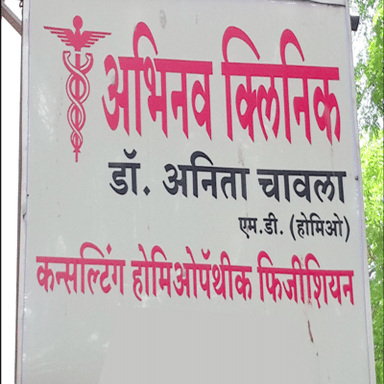 अभिनव क्लिनिक
डॉ. अनिता चावला
एम.डी. (होमिओ)
कन्सल्टिंग होमिओपॅथीक फिजीशियन